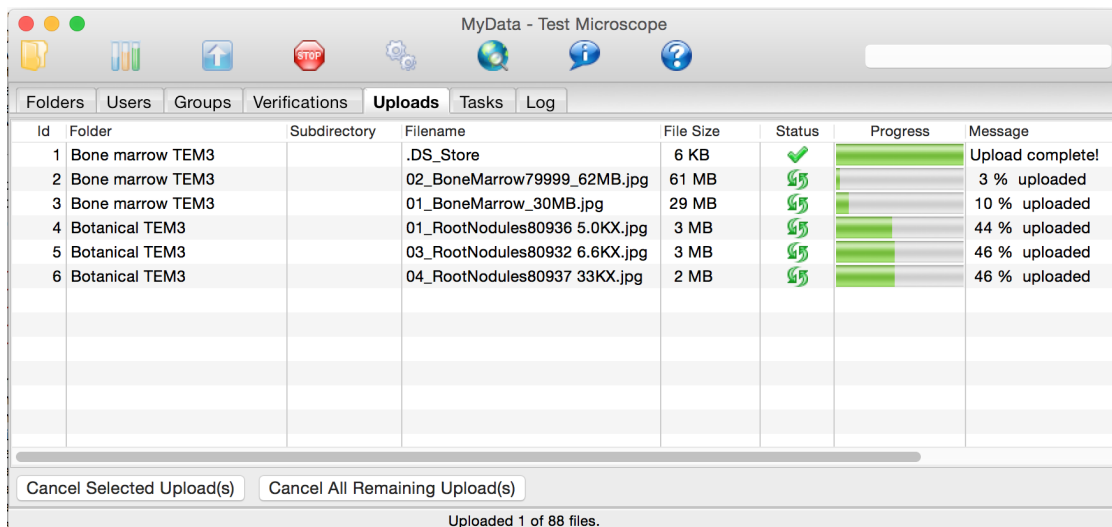 MyData - Test Microscope
STOP
Folders Users Groups Verifications Uploads Tasks Log
Id Folder Subdirectory Filename File Size Status Progress Message
1 Bone marrow TEM3 .DS_Store 6 KB Upload complete!
2 Bone marrow TEM3 02_BoneMarrow79999_62MB.jpg 61 MB 3 % uploaded
3 Bone marrow TEM3 01_BoneMarrow_30MB.jpg 29 MB 10 % uploaded
4 Botanical TEM3 01_RootNodules80936 5.0KX.jpg 3 MB 44 % uploaded
5 Botanical TEM3 03_RootNodules80932 6.6KX.jpg 3 MB 46 % uploaded
6 Botanical TEM3 04_RootNodules80937 33KX.jpg 2 MB 46 % uploaded
Cancel Selected Upload(s) Cancel All Remaining Upload(s)
Uploaded 1 of 88 files.